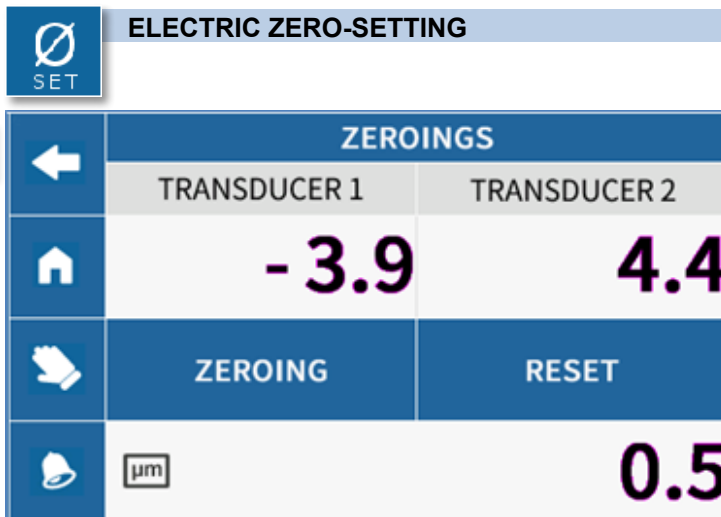 ELECTRIC ZERO-SETTING
Ø
SET
ZEROINGS
TRANSDUCER 1 TRANSDUCER 2
- 3.9 4.4
ZEROING RESET
µm 0.5